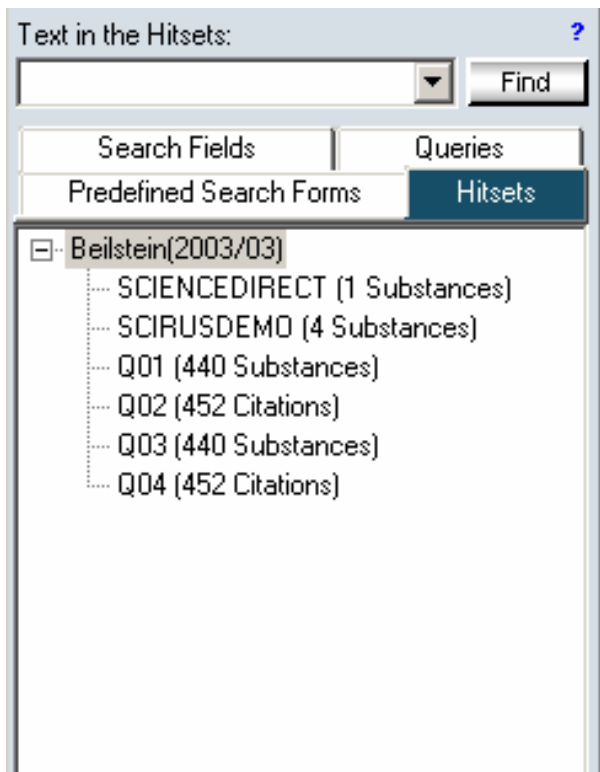 Text in the Hitsets: ?
Find
Search Fields Queries
Predefined Search Forms Hitsets
Beilstein(2003/03)
SCIENCEDIRECT (1 Substances)
SCIRUSDEMO (4 Substances)
Q01 (440 Substances)
Q02 (452 Citations)
Q03 (440 Substances)
Q04 (452 Citations)